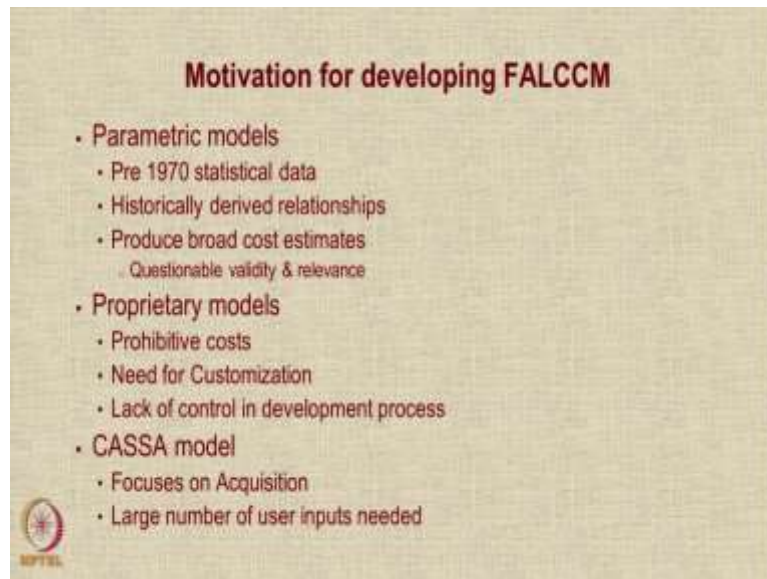 Motivation for developing FALCCM
• Parametric models
• Pre 1970 statistical data
• Historically derived relationships
• Produce broad cost estimates
Questionable validity & relevance
• Proprietary models
• Prohibitive costs
• Need for Customization
• Lack of control in development process
• CASSA model
• Focuses on Acquisition
• Large number of user inputs needed
NPTEL